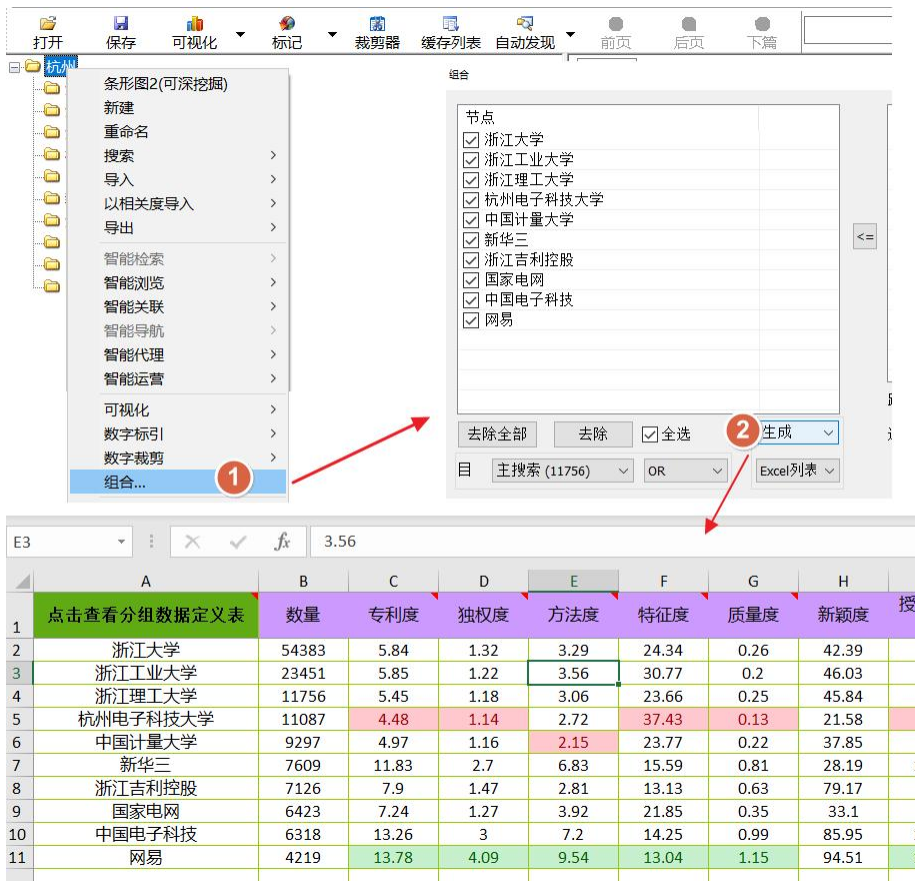 打开 保存 可视化 标记 裁剪器 缓存列表 自动发现 前页 后页 下篇
杭州
条形图2(可深挖掘)
新建
重命名
搜索
导入
以相关度导入
导出
智能检索
智能浏览
智能关联
智能导航
智能代理
智能运营
可视化
数字标引
数字裁剪
组合...
1
组合
节点
浙江大学
浙江工业大学
浙江理工大学
杭州电子科技大学
中国计量大学
新华三
浙江吉利控股
国家电网
中国电子科技
网易
<=
去除全部 去除 全选 2 生成
目 主搜索 (11756) OR Excel列表
E3 fx 3.56
A B C D E F G H
1 点击查看分组数据定义表 数量 专利度 独权度 方法度 特征度 质量度 新颖度 授
2 浙江大学 54383 5.84 1.32 3.29 24.34 0.26 42.39
3 浙江工业大学 23451 5.85 1.22 3.56 30.77 0.2 46.03
4 浙江理工大学 11756 5.45 1.18 3.06 23.66 0.25 45.84
5 杭州电子科技大学 11087 4.48 1.14 2.72 37.43 0.13 21.58
6 中国计量大学 9297 4.97 1.16 2.15 23.77 0.22 37.85
7 新华三 7609 11.83 2.7 6.83 15.59 0.81 28.19
8 浙江吉利控股 7126 7.9 1.47 2.81 13.13 0.63 79.17
9 国家电网 6423 7.24 1.27 3.92 21.85 0.35 33.1
10 中国电子科技 6318 13.26 3 7.2 14.25 0.99 85.95
11 网易 4219 13.78 4.09 9.54 13.04 1.15 94.51